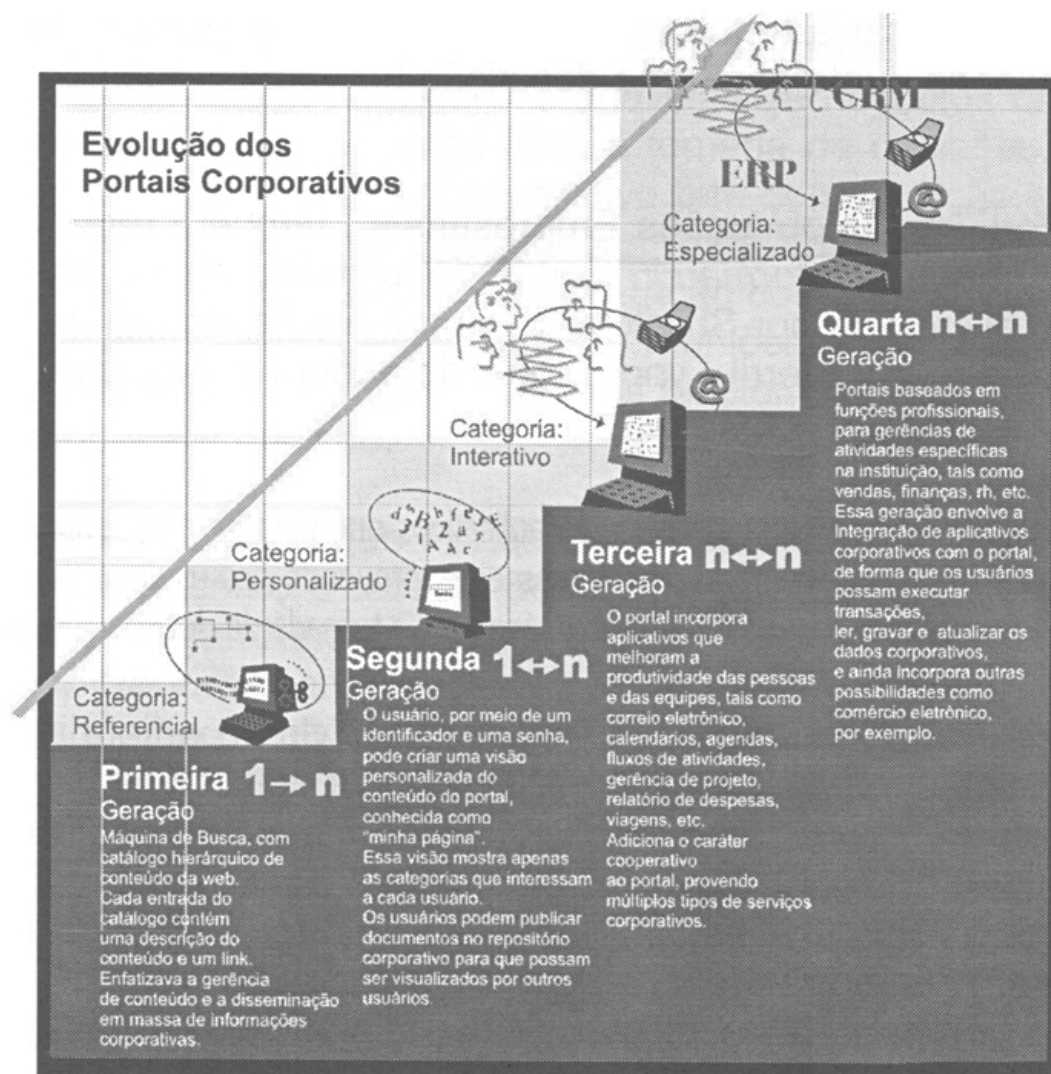 Evolução dos
Portais Corporativos
CRM
ERP
@
Categoria:
Especializado
@
Categoria:
Interativo
Categoria:
Personalizado
Categoria:
Referencial
Primeira 1→n
Geração
Máquina de Busca, com
catálogo hierárquico de
conteúdo da web.
Cada entrada do
catálogo contém
uma descrição do
conteúdo e um link.
Enfatizava a gerência
de conteúdo e a disseminação
em massa de informações
corporativas.
Segunda 1↔n
Geração
O usuário, por meio de um
identificador e uma senha,
pode criar uma visão
personalizada do
conteúdo do portal,
conhecida como
"minha página".
Essa visão mostra apenas
as categorias que interessam
a cada usuário.
Os usuários podem publicar
documentos no repositório
corporativo para que possam
ser visualizados por outros
usuários.
Terceira n↔n
Geração
O portal incorpora
aplicativos que
melhoram a
produtividade das pessoas
e das equipes, tais como
correio eletrônico,
calendários, agendas,
fluxos de atividades,
gerência de projeto,
relatório de despesas,
viagens, etc.
Adiciona o caráter
cooperativo
ao portal, provendo
múltiplos tipos de serviços
corporativos.
Quarta n↔n
Geração
Portais baseados em
funções profissionais,
para gerências de
atividades específicas
na instituição, tais como
vendas, finanças, rh, etc.
Essa geração envolve a
Integração de aplicativos
corporativos com o portal,
de forma que os usuários
possam executar
transações,
ler, gravar e atualizar os
dados corporativos,
e ainda incorpora outras
possibilidades como
comércio eletrônico,
por exemplo.